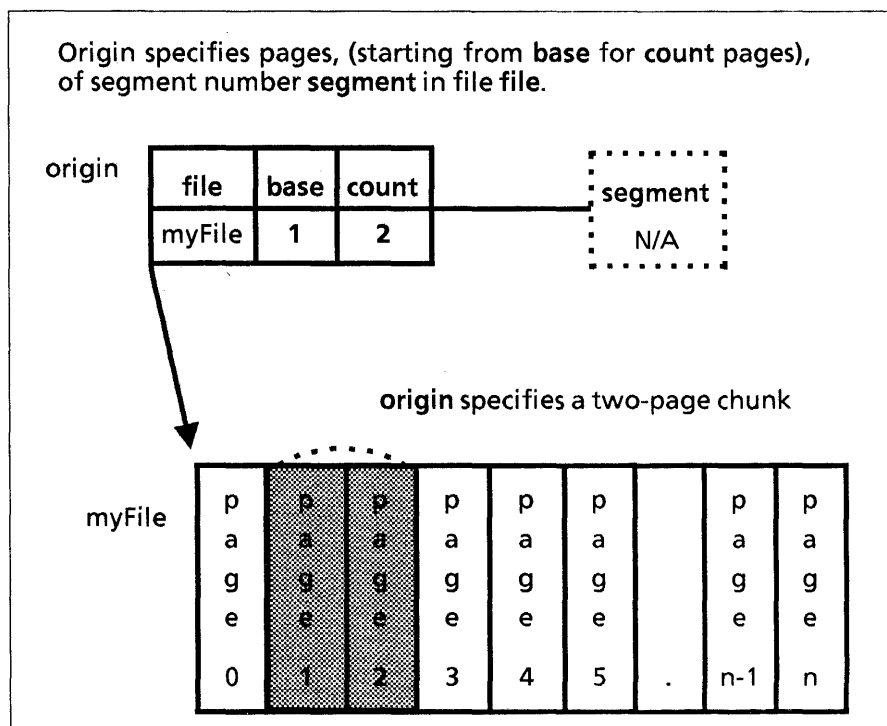 Origin specifies pages, (starting from base for count pages),
of segment number segment in file file.
origin
file base count
segment
myFile 1 2
N/A
origin specifies a two-page chunk
myFile
p p p p p p p p
a a a a a a a a
g g g g g g g g
e e e e e e e e
0 1 2 3 4 5 . n-1 n